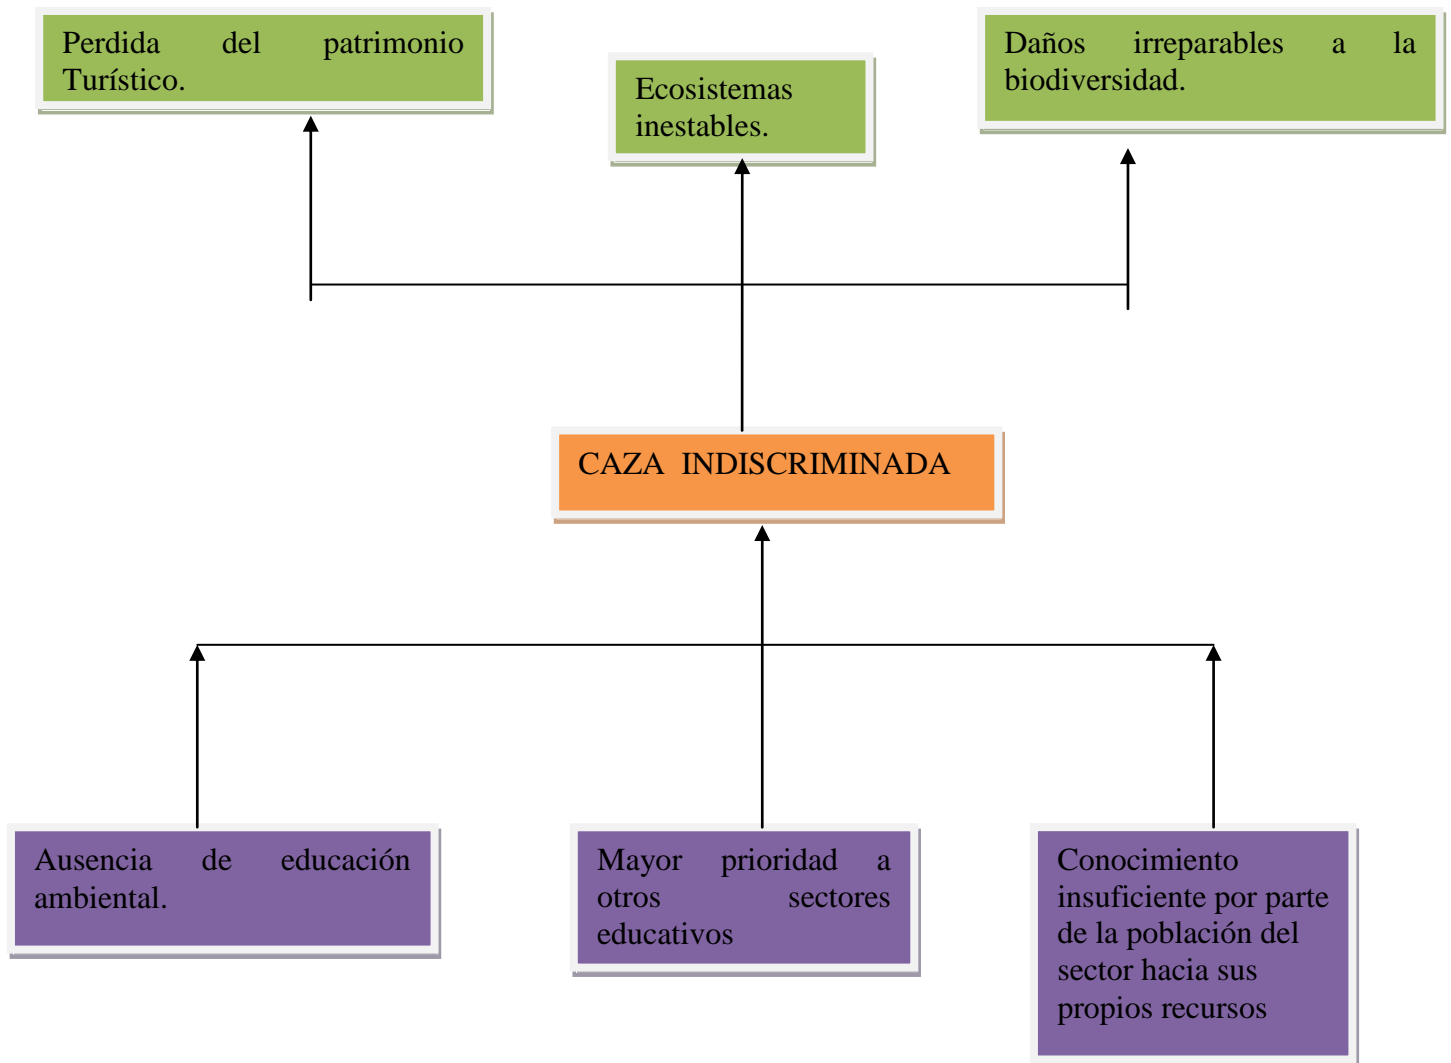 Perdida del patrimonio
Turístico.
Ecosistemas
inestables.
Daños irreparables a la
biodiversidad.
CAZA INDISCRIMINADA
Ausencia de educación
ambiental.
Mayor prioridad a
otros sectores
educativos
Conocimiento
insuficiente por parte
de la población del
sector hacia sus
propios recursos